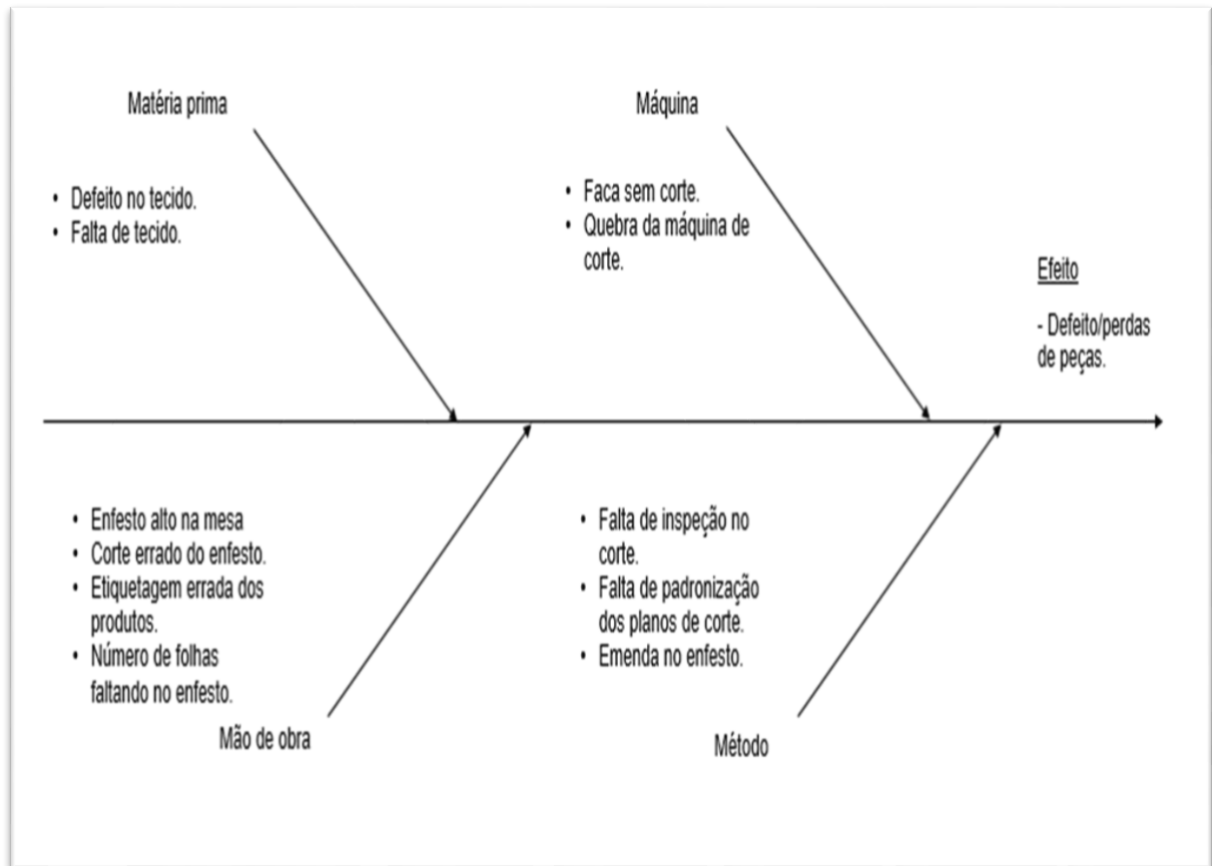 Matéria prima
• Defeito no tecido.
• Falta de tecido.
Máquina
• Faca sem corte.
• Quebra da máquina de
corte.
Efeito
- Defeito/perdas
de peças.
• Enfesto alto na mesa
• Corte errado do enfesto.
• Etiquetagem errada dos
produtos.
• Número de folhas
faltando no enfesto.
Mão de obra
• Falta de inspeção no
corte.
• Falta de padronização
dos planos de corte.
• Emenda no enfesto.
Método